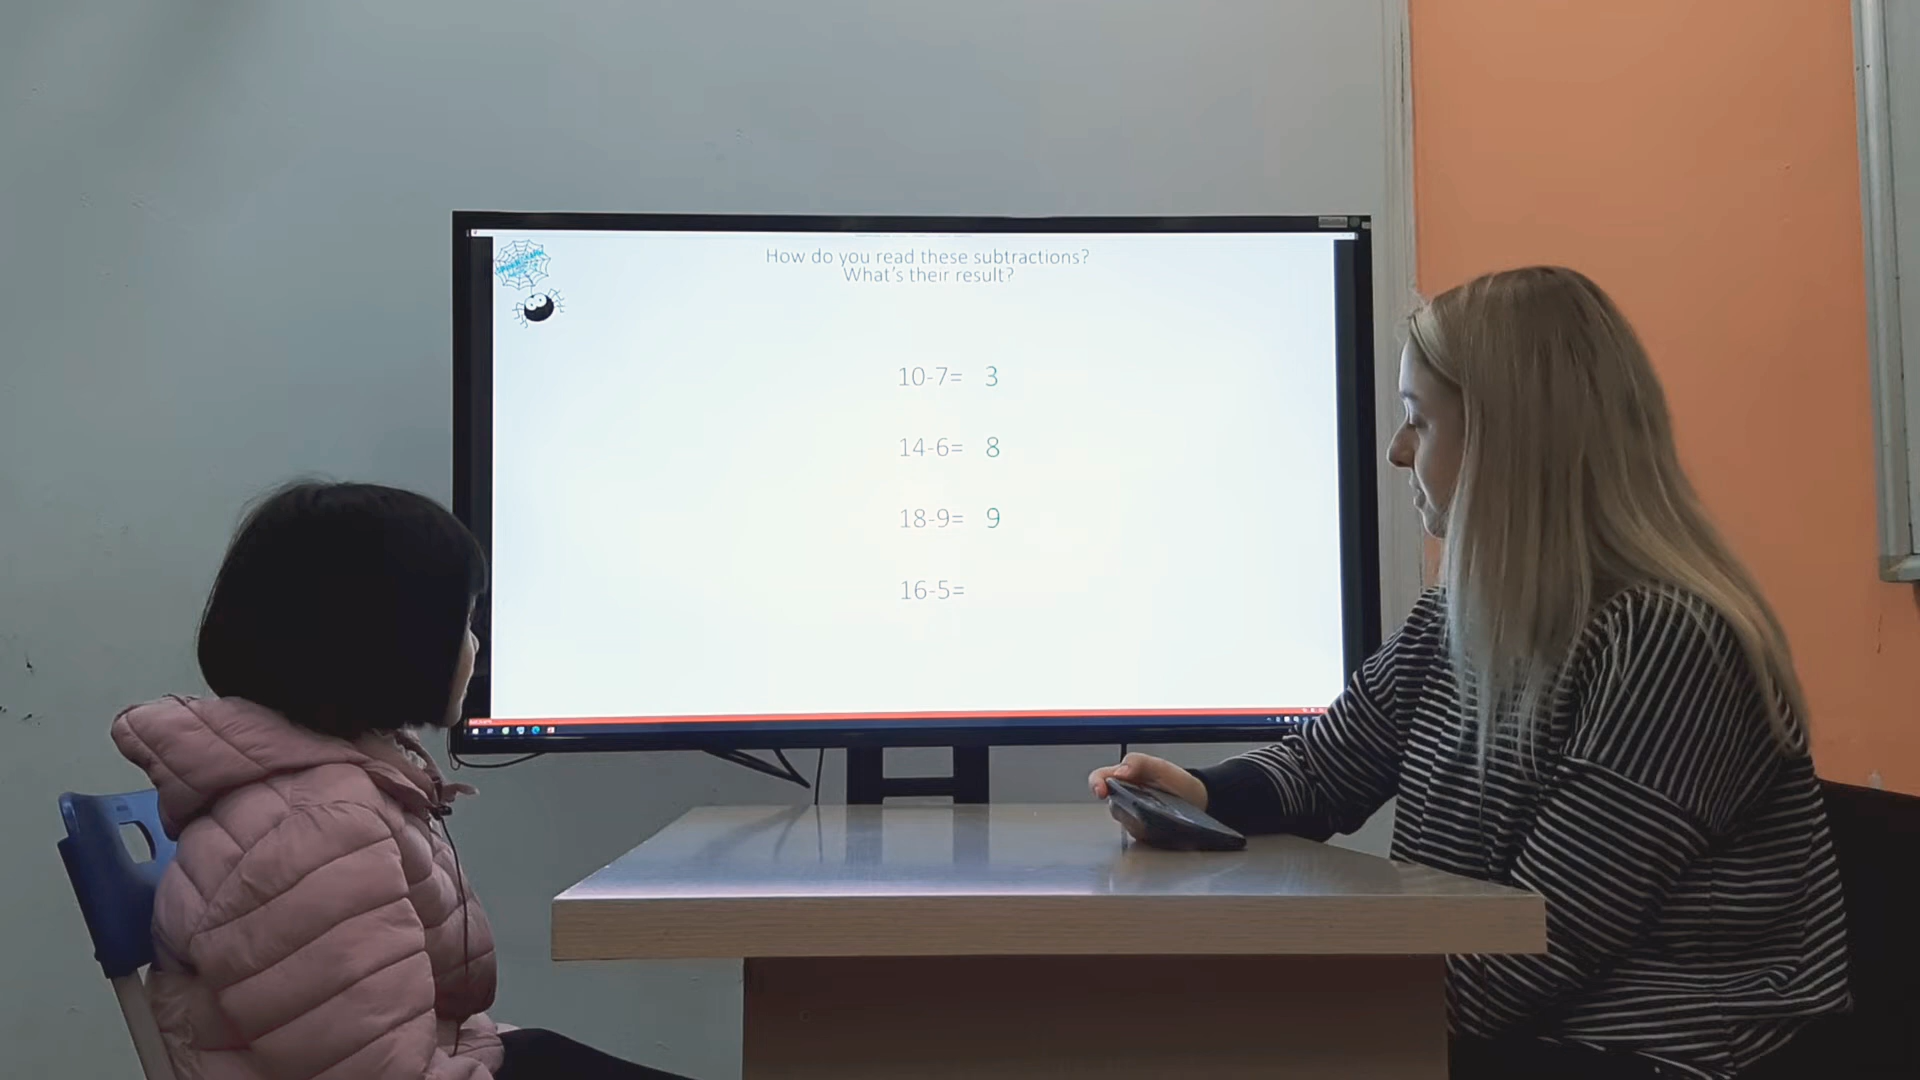 How do you read these subtractions?
What's their result?
10-7= 3
14-6= 8
18-9= 9
16-5=